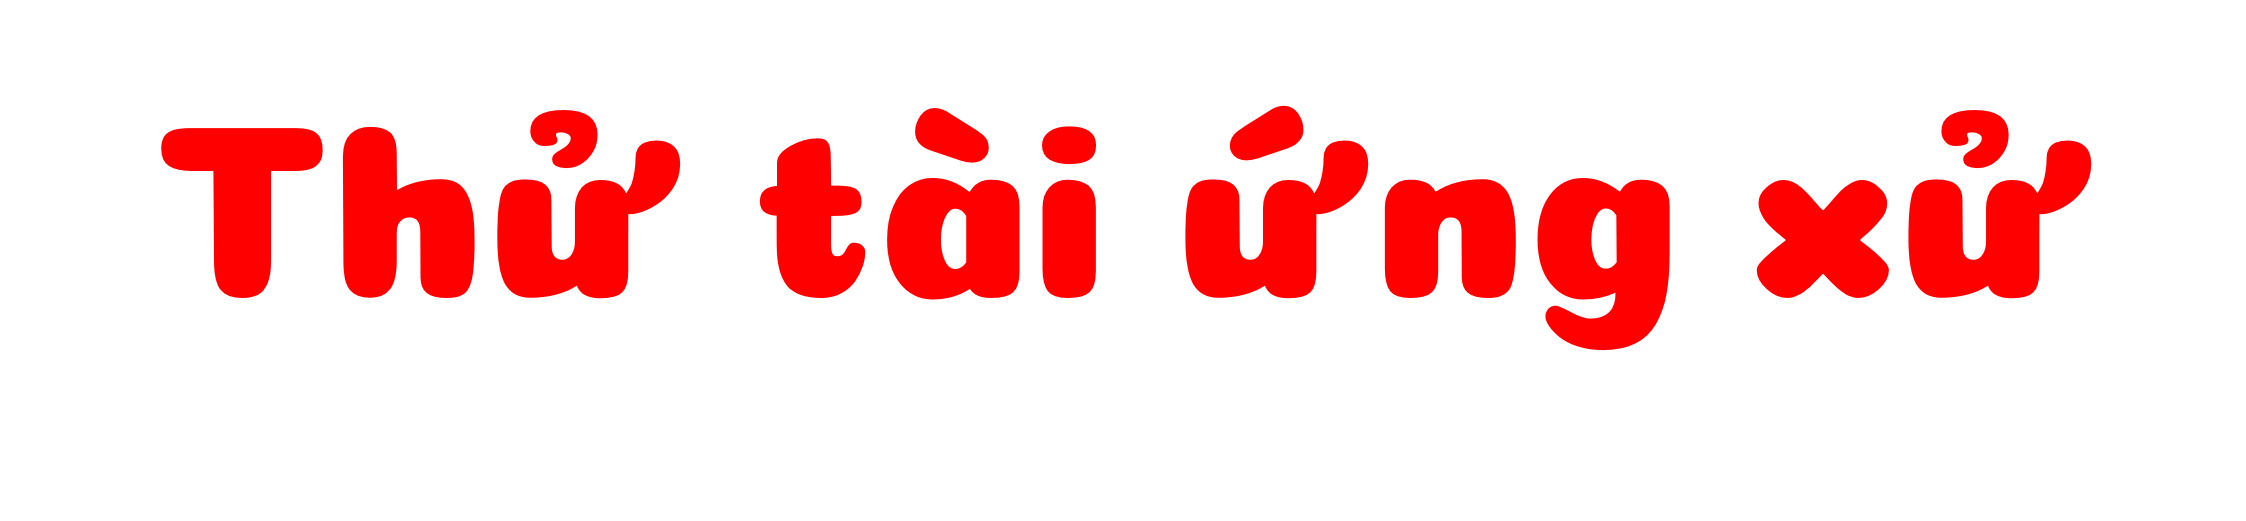 Thử tài ứng xử